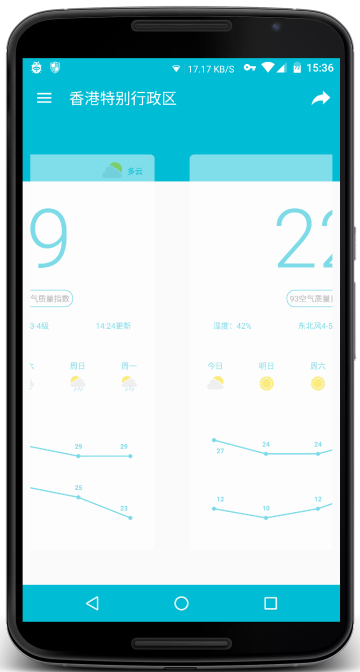 17.17 KB/S 15:36
香港特别行政区
多云
9
22
气质量指数
93空气质量
3-4级 14:24更新
湿度：42% 东北风4-5
周日 周一
今日 明日 周六
29 29
27 24 24
25 23
12 10 12